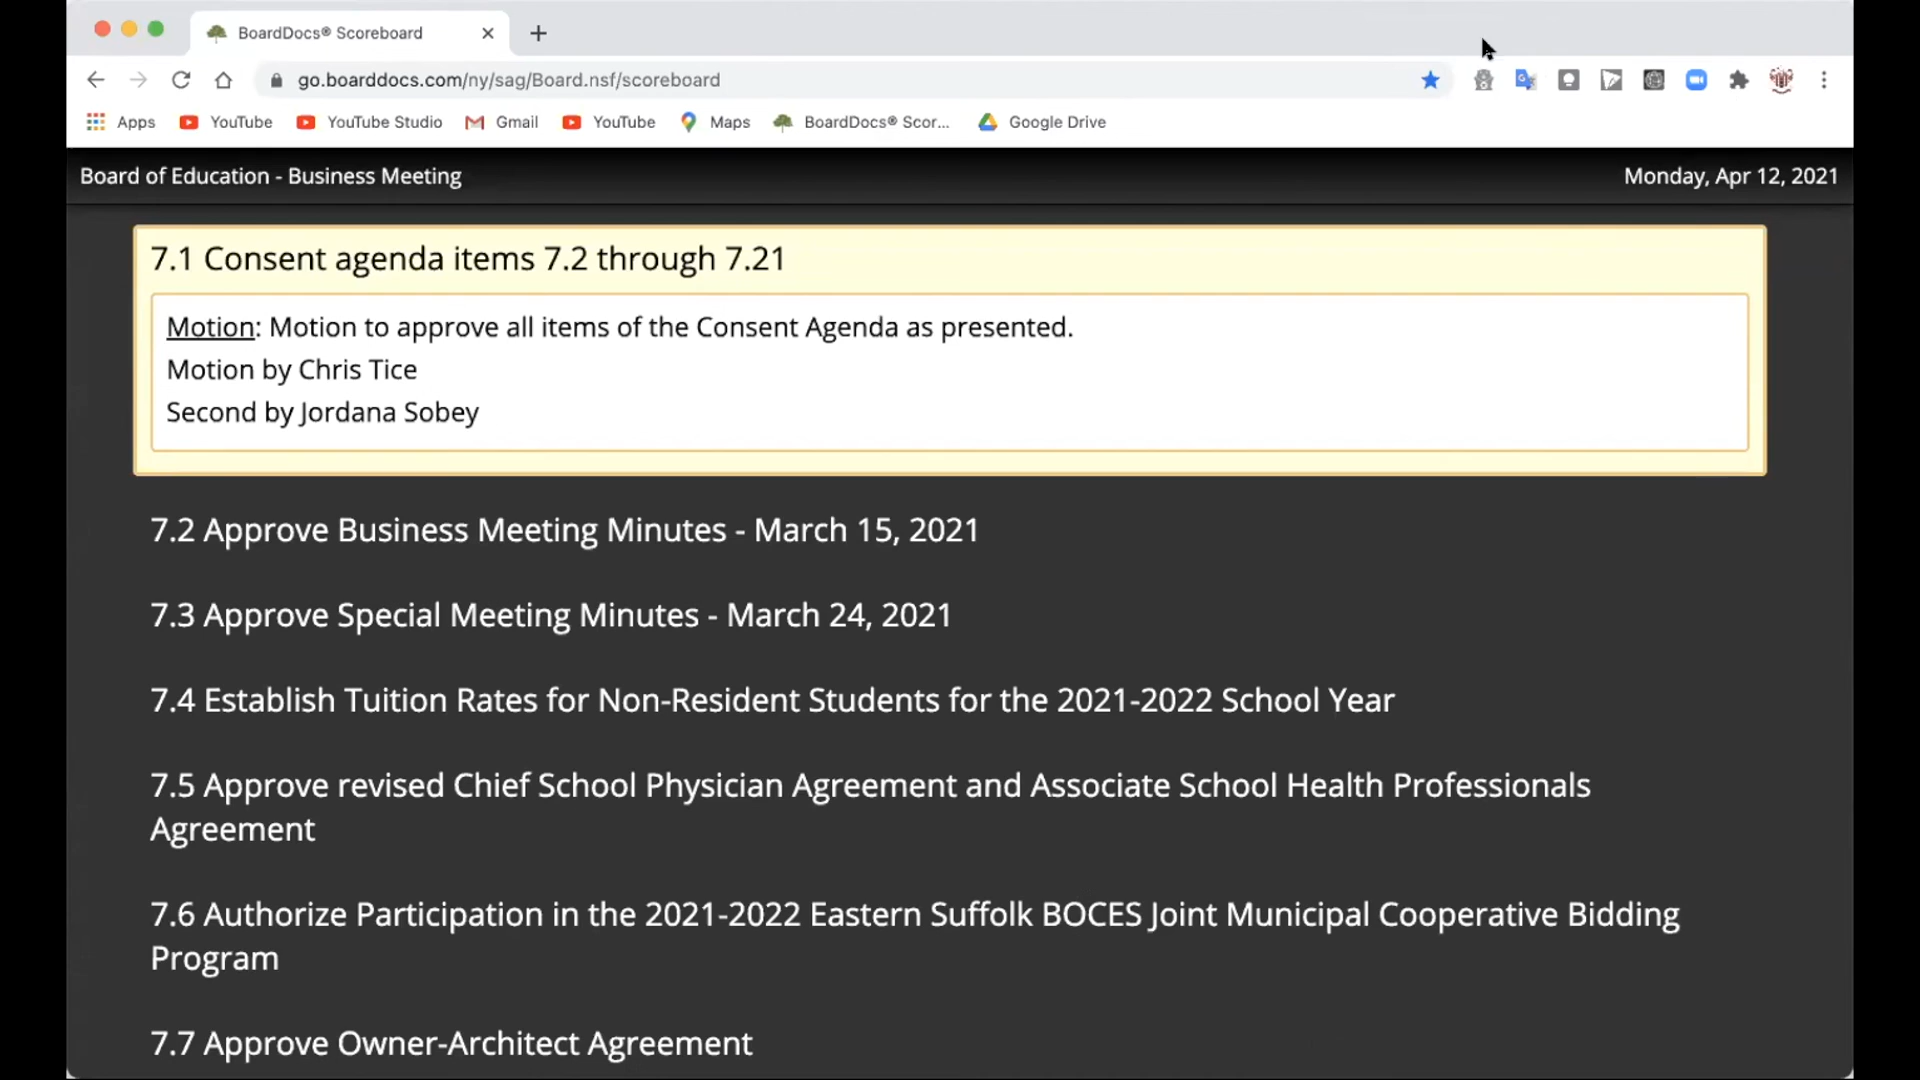 BoardDocs® Scoreboard
go.boarddocs.com/ny/sag/Board.nsf/scoreboard
Apps YouTube YouTube Studio Gmail YouTube Maps BoardDocs® Scor... Google Drive
Board of Education - Business Meeting Monday, Apr 12, 2021
7.1 Consent agenda items 7.2 through 7.21
Motion: Motion to approve all items of the Consent Agenda as presented.
Motion by Chris Tice
Second by Jordana Sobey
7.2 Approve Business Meeting Minutes - March 15, 2021
7.3 Approve Special Meeting Minutes - March 24, 2021
7.4 Establish Tuition Rates for Non-Resident Students for the 2021-2022 School Year
7.5 Approve revised Chief School Physician Agreement and Associate School Health Professionals
Agreement
7.6 Authorize Participation in the 2021-2022 Eastern Suffolk BOCES Joint Municipal Cooperative Bidding
Program
7.7 Approve Owner-Architect Agreement